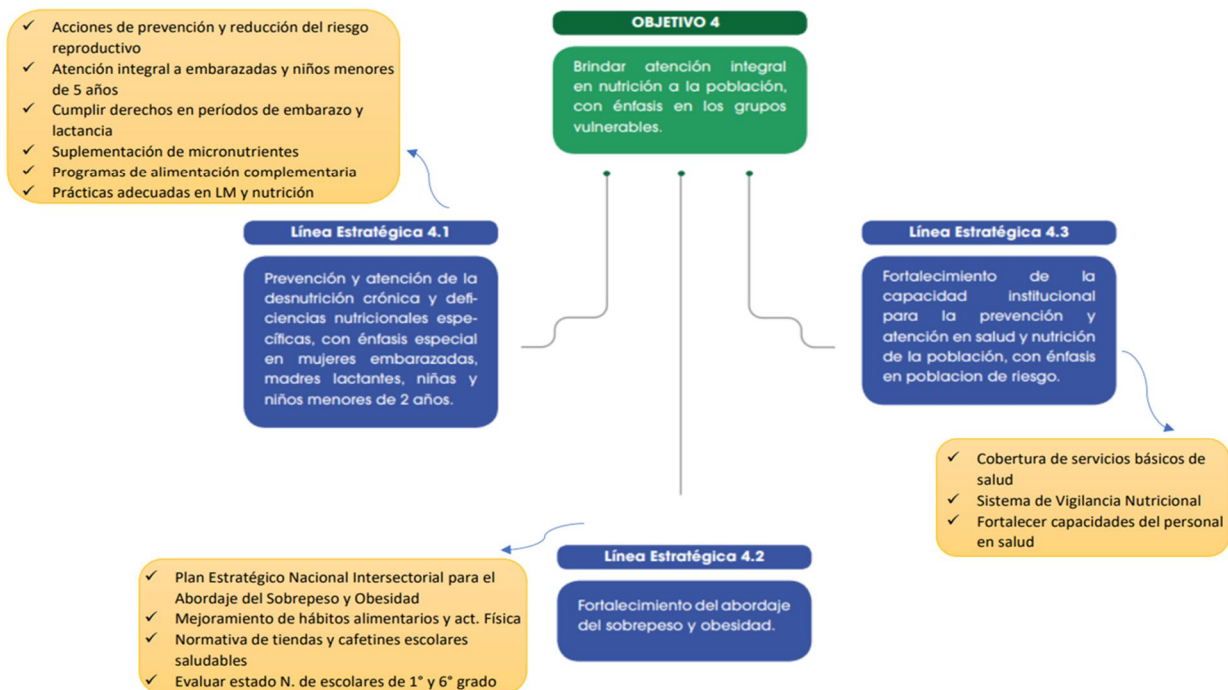 ✓ Acciones de prevención y reducción del riesgo
reproductivo
✓ Atención integral a embarazadas y niños menores
de 5 años
✓ Cumplir derechos en períodos de embarazo y
lactancia
✓ Suplementación de micronutrientes
✓ Programas de alimentación complementaria
✓ Prácticas adecuadas en LM y nutrición
OBJETIVO 4
Brindar atención integral
en nutrición a la población,
con énfasis en los grupos
vulnerables.
Línea Estratégica 4.1
Prevención y atención de la
desnutrición crónica y defi-
ciencias nutricionales espe-
cíficas, con énfasis especial
en mujeres embarazadas,
madres lactantes, niñas y
niños menores de 2 años.
Línea Estratégica 4.3
Fortalecimiento de la
capacidad institucional
para la prevención y
atención en salud y nutrición
de la población, con énfasis
en poblacion de riesgo.
✓ Cobertura de servicios básicos de
salud
✓ Sistema de Vigilancia Nutricional
✓ Fortalecer capacidades del personal
en salud
Línea Estratégica 4.2
Fortalecimiento del abordaje
del sobrepeso y obesidad.
✓ Plan Estratégico Nacional Intersectorial para el
Abordaje del Sobrepeso y Obesidad
✓ Mejoramiento de hábitos alimentarios y act. Física
✓ Normativa de tiendas y cafetines escolares
saludables
✓ Evaluar estado N. de escolares de 1° y 6° grado